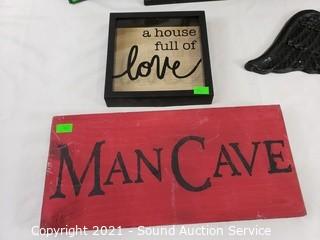 a house
full of
love
MAN CAVE
Copyright 2021 - Sound Auction Service